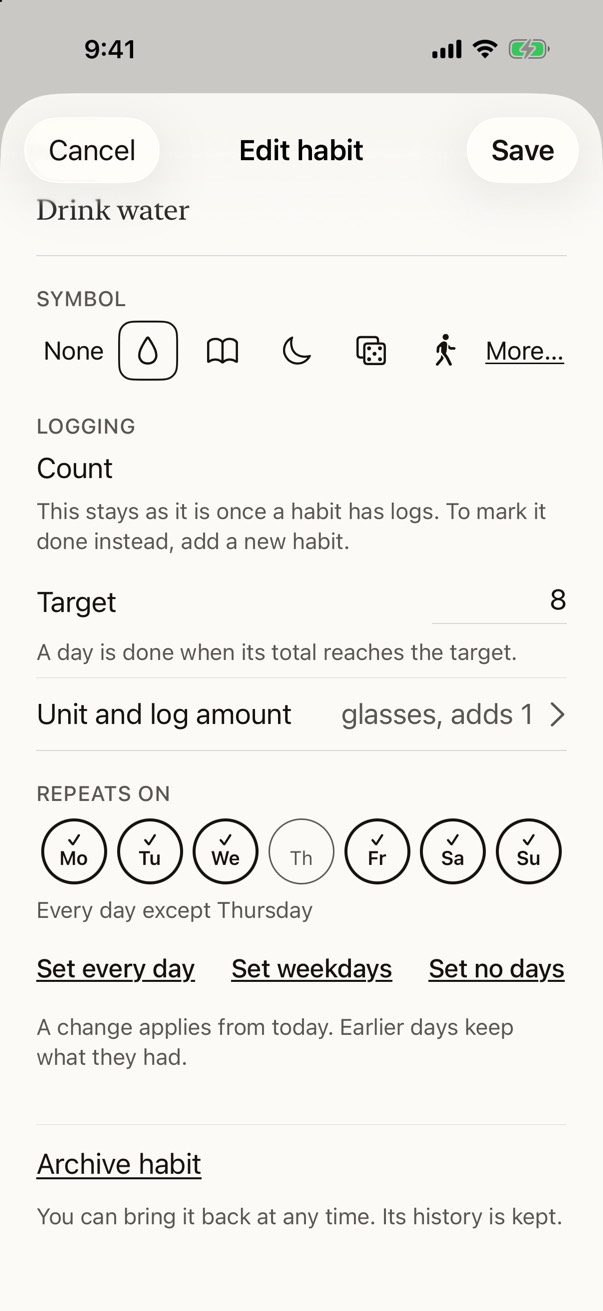 9:41
Cancel
Edit habit
Save
Drink water
SYMBOL
None
More...
LOGGING
Count
This stays as it is once a habit has logs. To mark it
done instead, add a new habit.
Target
8
A day is done when its total reaches the target.
Unit and log amount
glasses, adds 1
REPEATS ON
Mo
Tu
We
Th
Fr
Sa
Su
Every day except Thursday
Set every day
Set weekdays
Set no days
A change applies from today. Earlier days keep
what they had.
Archive habit
You can bring it back at any time. Its history is kept.